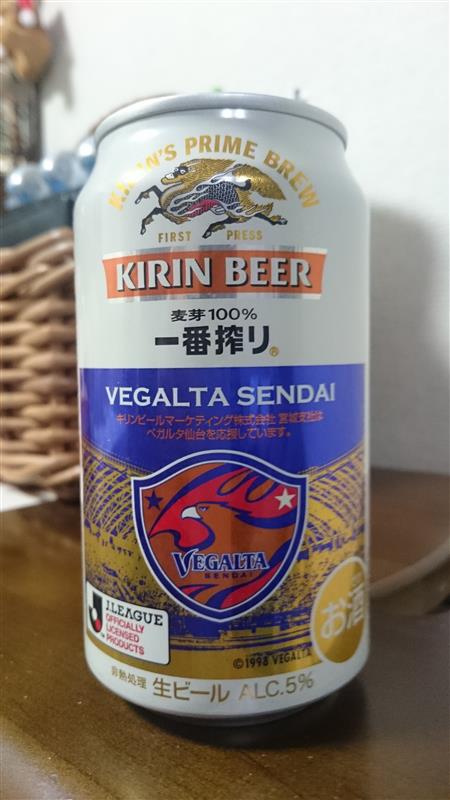 KIRIN'S PRIME BREW
FIRST PRESS
KIRIN BEER
麦芽100%
一番搾り®
VEGALTA SENDAI
キリンビールマーケティング株式会社 宮城支社は
ベガルタ仙台を応援しています。
VEGALTA
SENDAI
J.LEAGUE
OFFICIALLY
LICENSED
PRODUCTS
お酒
©1998 VEGALTA
非熱処理 生ビール ALC.5%